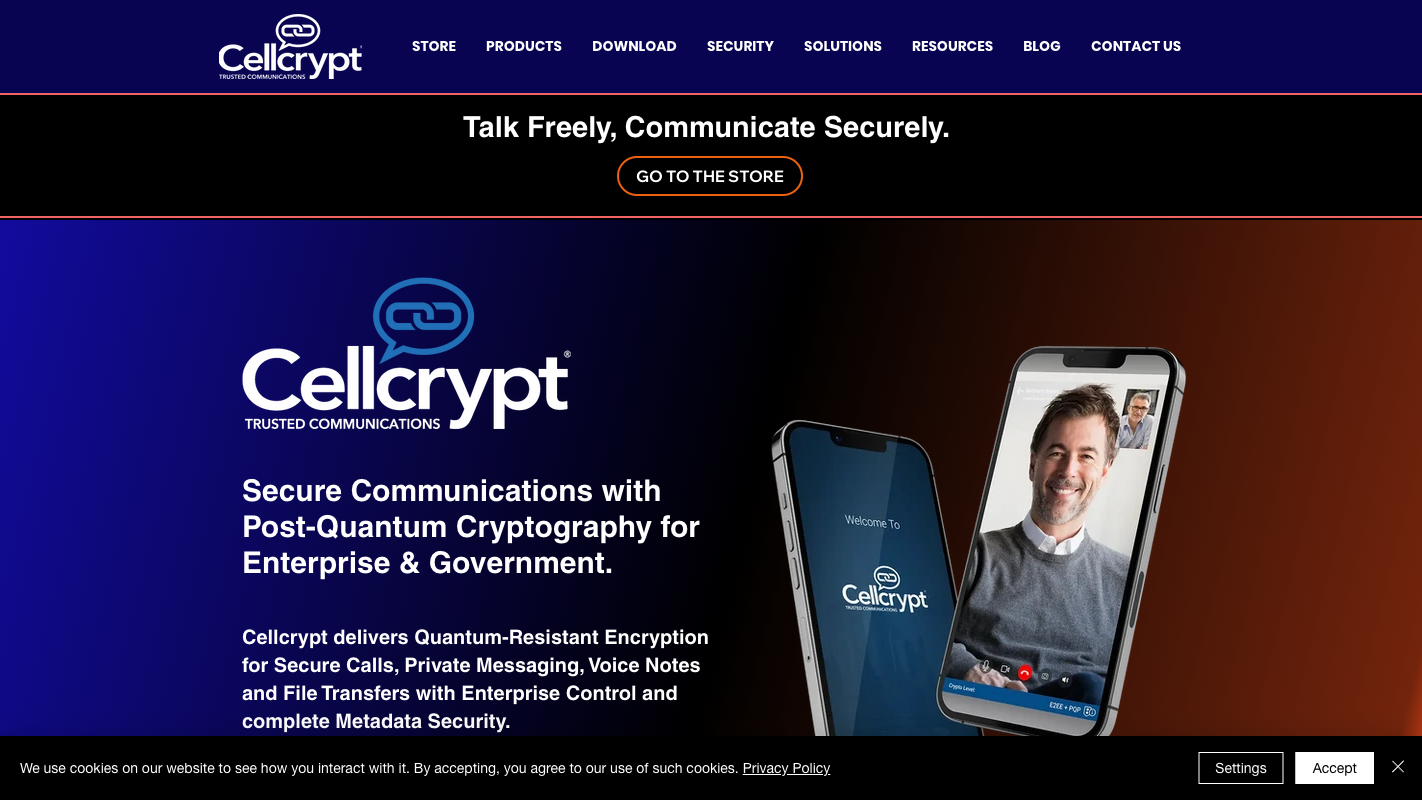 Cellcrypt
TRUSTED COMMUNICATIONS
STORE PRODUCTS DOWNLOAD SECURITY SOLUTIONS RESOURCES BLOG CONTACT US
Talk Freely, Communicate Securely.
GO TO THE STORE
Cellcrypt®
TRUSTED COMMUNICATIONS
Secure Communications with
Post-Quantum Cryptography for
Enterprise & Government.
Cellcrypt delivers Quantum-Resistant Encryption
for Secure Calls, Private Messaging, Voice Notes
and File Transfers with Enterprise Control and
complete Metadata Security.
Welcome To
Cellcrypt
TRUSTED COMMUNICATIONS
Crypto Level:
E2EE + PQP
We use cookies on our website to see how you interact with it. By accepting, you agree to our use of such cookies. Privacy Policy
Settings
Accept